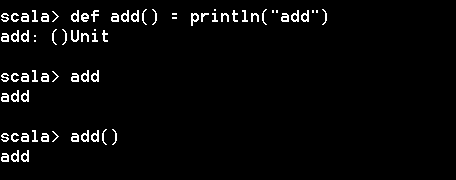 scala> def add() = println("add")
add: ()Unit
scala> add
add
scala> add()
add